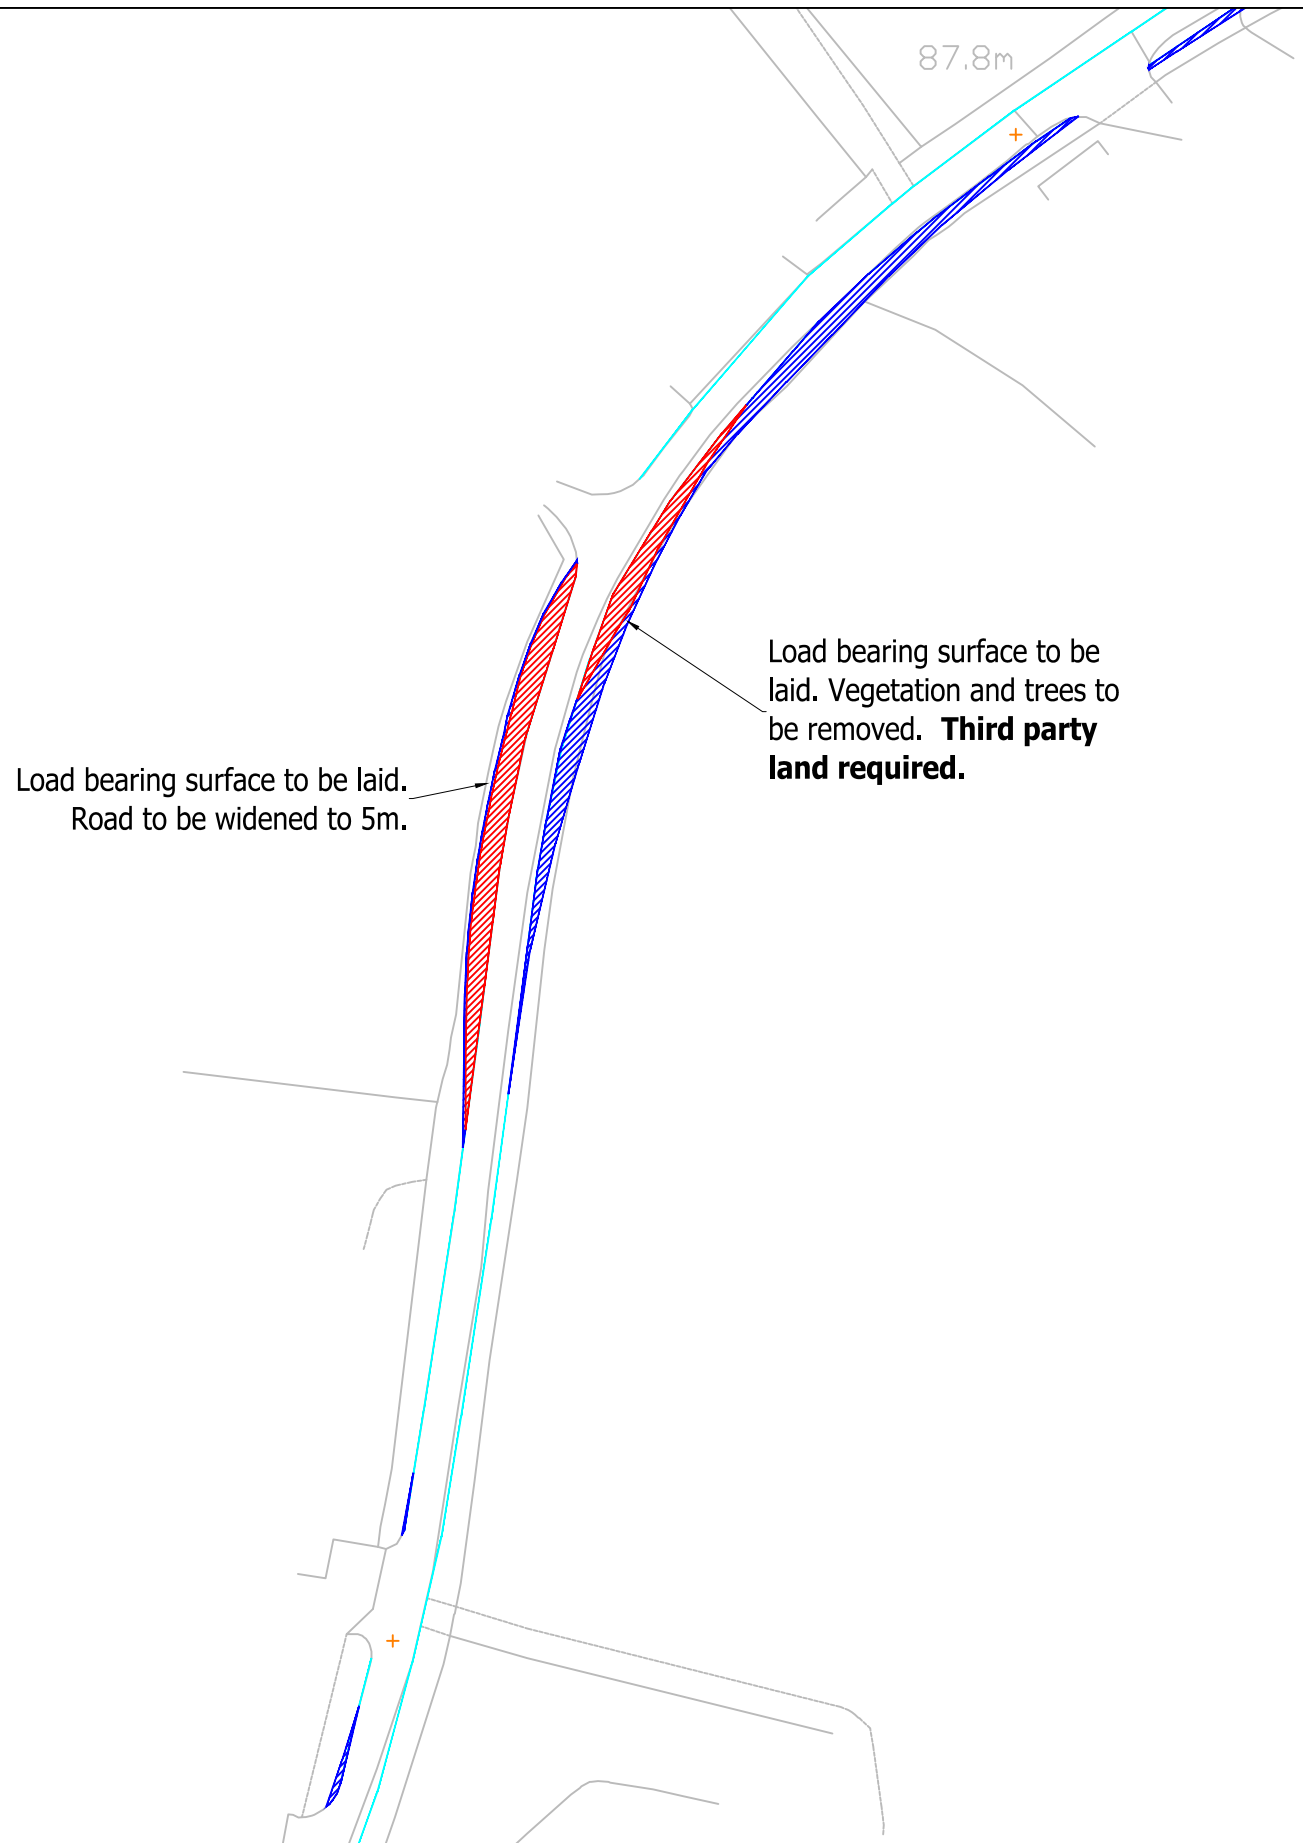 87.8m
Load bearing surface to be
laid. Vegetation and trees to
be removed. Third party
land required.
Load bearing surface to be laid.
Road to be widened to 5m.